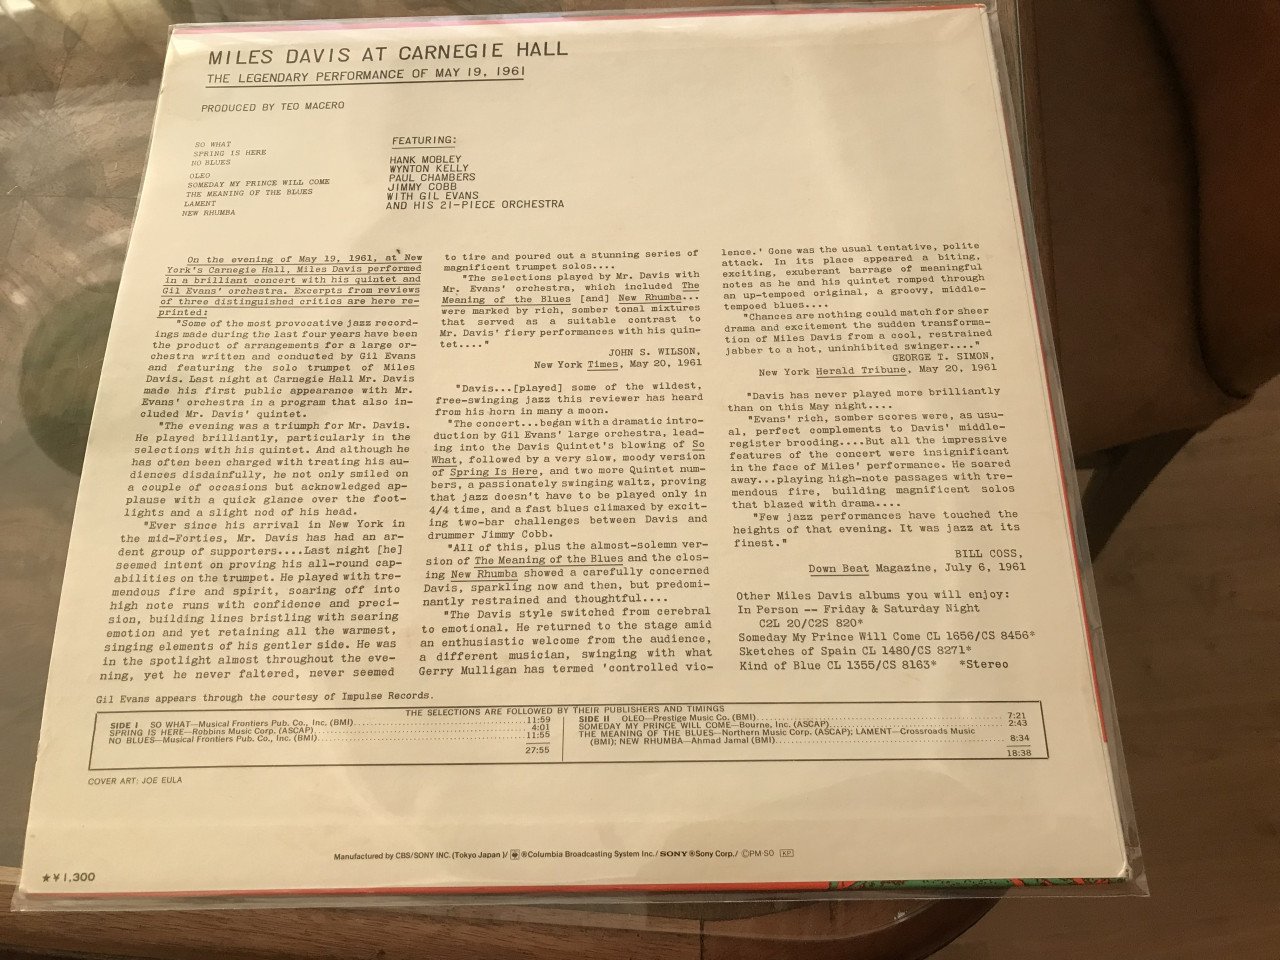 MILES DAVIS AT CARNEGIE HALL
THE LEGENDARY PERFORMANCE OF MAY 19, 1961
PRODUCED BY TEO MACERO
SO WHAT
SPRING IS HERE
NO BLUES
OLEO
SOMEDAY MY PRINCE WILL COME
THE MEANING OF THE BLUES
LAMENT
NEW RHUMBA
FEATURING:
HANK MOBLEY
WYNTON KELLY
PAUL CHAMBERS
JIMMY COBB
WITH GIL EVANS
AND HIS 21-PIECE ORCHESTRA
On the evening of May 19, 1961, at New
York's Carnegie Hall, Miles Davis performed
in a brilliant concert with his quintet and
Gil Evans' orchestra. Excerpts from reviews
of three distinguished critics are here re-
printed:
"Some of the most provocative jazz record-
ings made during the last four years have been
the product of arrangements for a large or-
chestra written and conducted by Gil Evans
and featuring the solo trumpet of Miles
Davis. Last night at Carnegie Hall Mr. Davis
made his first public appearance with Mr.
Evans' orchestra in a program that also in-
cluded Mr. Davis' quintet.
"The evening was a triumph for Mr. Davis.
He played brilliantly, particularly in the
selections with his quintet. And although he
has often been charged with treating his au-
diences disdainfully, he not only smiled on
a couple of occasions but acknowledged ap-
plause with a quick glance over the foot-
lights and a slight nod of his head.
"Ever since his arrival in New York in
the mid-Forties, Mr. Davis has had an ar-
dent group of supporters....Last night [he]
seemed intent on proving his all-round cap-
abilities on the trumpet. He played with tre-
mendous fire and spirit, soaring off into
high note runs with confidence and preci-
sion, building lines bristling with searing
emotion and yet retaining all the warmest,
singing elements of his gentler side. He was
in the spotlight almost throughout the eve-
ning, yet he never faltered, never seemed
to tire and poured out a stunning series of
magnificent trumpet solos....
"The selections played by Mr. Davis with
Mr. Evans' orchestra, which included The
Meaning of the Blues [and] New Rhumba...
were marked by rich, somber tonal mixtures
that served as a suitable contrast to
Mr. Davis' fiery performances with his quin-
tet...."
JOHN S. WILSON,
New York Times, May 20, 1961
"Davis...[played] some of the wildest,
free-swinging jazz this reviewer has heard
from his horn in many a moon.
"The concert...began with a dramatic intro-
duction by Gil Evans' large orchestra, lead-
ing into the Davis Quintet's blowing of So
What, followed by a very slow, moody version
of Spring Is Here, and two more Quintet num-
bers, a passionately swinging waltz, proving
that jazz doesn't have to be played only in
4/4 time, and a fast blues climaxed by excit-
ing two-bar challenges between Davis and
drummer Jimmy Cobb.
"All of this, plus the almost-solemn ver-
sion of The Meaning of the Blues and the clos-
ing New Rhumba showed a carefully concerned
Davis, sparkling now and then, but predomi-
nantly restrained and thoughtful....
"The Davis style switched from cerebral
to emotional. He returned to the stage amid
an enthusiastic welcome from the audience,
a different musician, swinging with what
Gerry Mulligan has termed 'controlled vio-
lence.' Gone was the usual tentative, polite
attack. In its place appeared a biting,
exciting, exuberant barrage of meaningful
notes as he and his quintet romped through
an up-tempoed original, a groovy, middle-
tempoed blues....
"Chances are nothing could match for sheer
drama and excitement the sudden transforma-
tion of Miles Davis from a cool, restrained
jabber to a hot, uninhibited swinger...."
GEORGE T. SIMON,
New York Herald Tribune, May 20, 1961
"Davis has never played more brilliantly
than on this May night....
"Evans' rich, somber scores were, as usu-
al, perfect complements to Davis' middle-
register brooding....But all the impressive
features of the concert were insignificant
in the face of Miles' performance. He soared
away...playing high-note passages with tre-
mendous fire, building magnificent solos
that blazed with drama....
"Few jazz performances have touched the
heights of that evening. It was jazz at its
finest."
BILL COSS,
Down Beat Magazine, July 6, 1961
Other Miles Davis albums you will enjoy:
In Person -- Friday & Saturday Night
C2L 20/C2S 820*
Someday My Prince Will Come CL 1656/CS 8456*
Sketches of Spain CL 1480/CS 8271*
Kind of Blue CL 1355/CS 8163* *Stereo
Gil Evans appears through the courtesy of Impulse Records.
THE SELECTIONS ARE FOLLOWED BY THEIR PUBLISHERS AND TIMINGS
SIDE I SO WHAT—Musical Frontiers Pub. Co., Inc. (BMI)........11:59
SPRING IS HERE—Robbins Music Corp. (ASCAP)........4:01
NO BLUES—Musical Frontiers Pub. Co., Inc. (BMI)........11:55
27:55
SIDE II OLEO—Prestige Music Co. (BMI)........7:21
SOMEDAY MY PRINCE WILL COME—Bourne, Inc. (ASCAP)........2:43
THE MEANING OF THE BLUES—Northern Music Corp. (ASCAP); LAMENT—Crossroads Music
(BMI); NEW RHUMBA—Ahmad Jamal (BMI)........8:34
18:38
COVER ART: JOE EULA
Manufactured by CBS/SONY INC. (Tokyo Japan)/ ®Columbia Broadcasting System Inc./ SONY ®Sony Corp./ ⓒPM·SO KP
★¥1,300